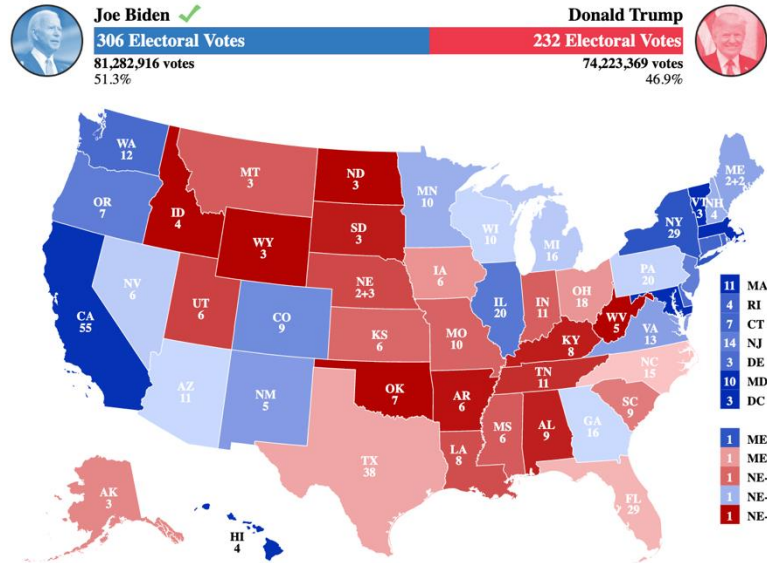 Joe Biden
Donald Trump
306 Electoral Votes
232 Electoral Votes
81,282,916 votes
74,223,369 votes
51.3%
46.9%
WA
12
OR
7
CA
55
NV
6
ID
4
MT
3
WY
3
UT
6
AZ
11
CO
9
NM
5
ND
3
SD
3
NE
2+3
KS
6
OK
7
TX
38
MN
10
IA
6
MO
10
AR
6
LA
8
WI
10
IL
20
MI
16
IN
11
OH
18
KY
8
TN
11
MS
6
AL
9
GA
16
FL
29
SC
9
NC
15
VA
13
WV
5
PA
20
NY
29
VT
3
NH
4
ME
2+2
AK
3
HI
4
11 MA
4 RI
7 CT
14 NJ
3 DE
10 MD
3 DC
1 ME
1 ME
1 NE-
1 NE-
1 NE-